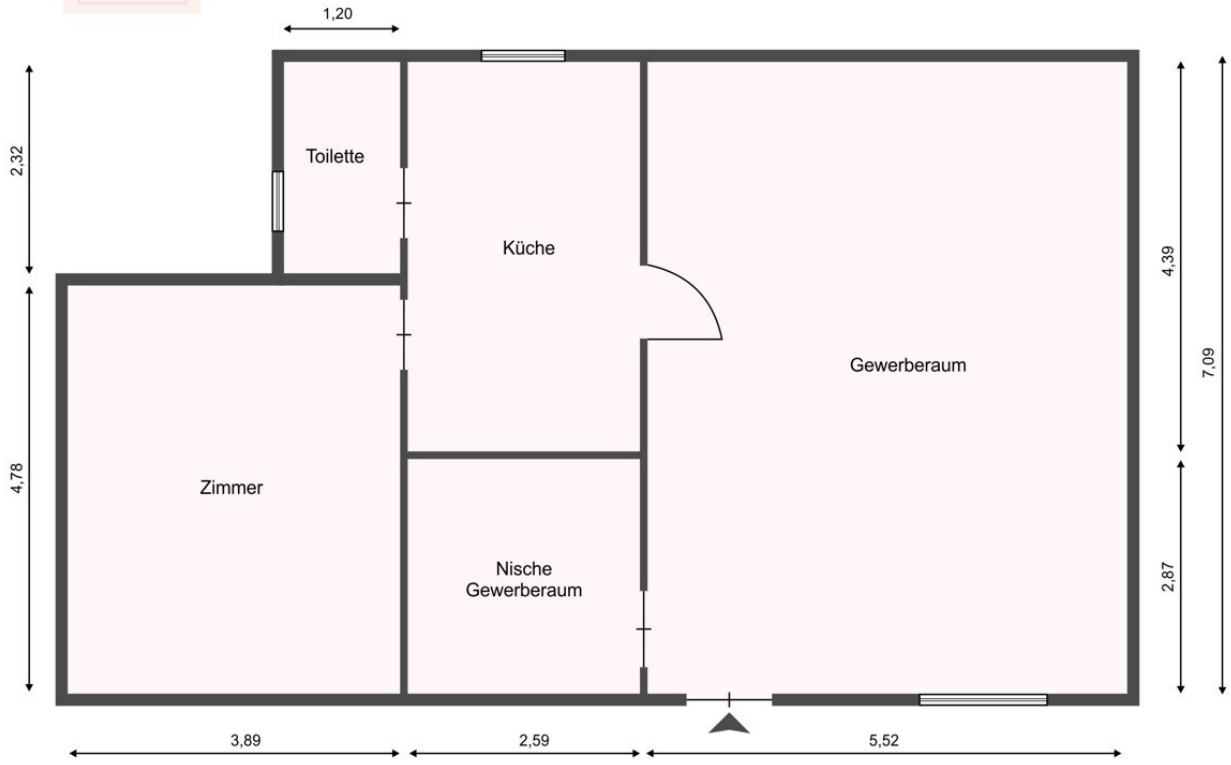 1,20
2,32
Toilette
Küche
4,39
7,09
Gewerberaum
4,78
Zimmer
Nische
Gewerberaum
2,87
3,89
2,59
5,52